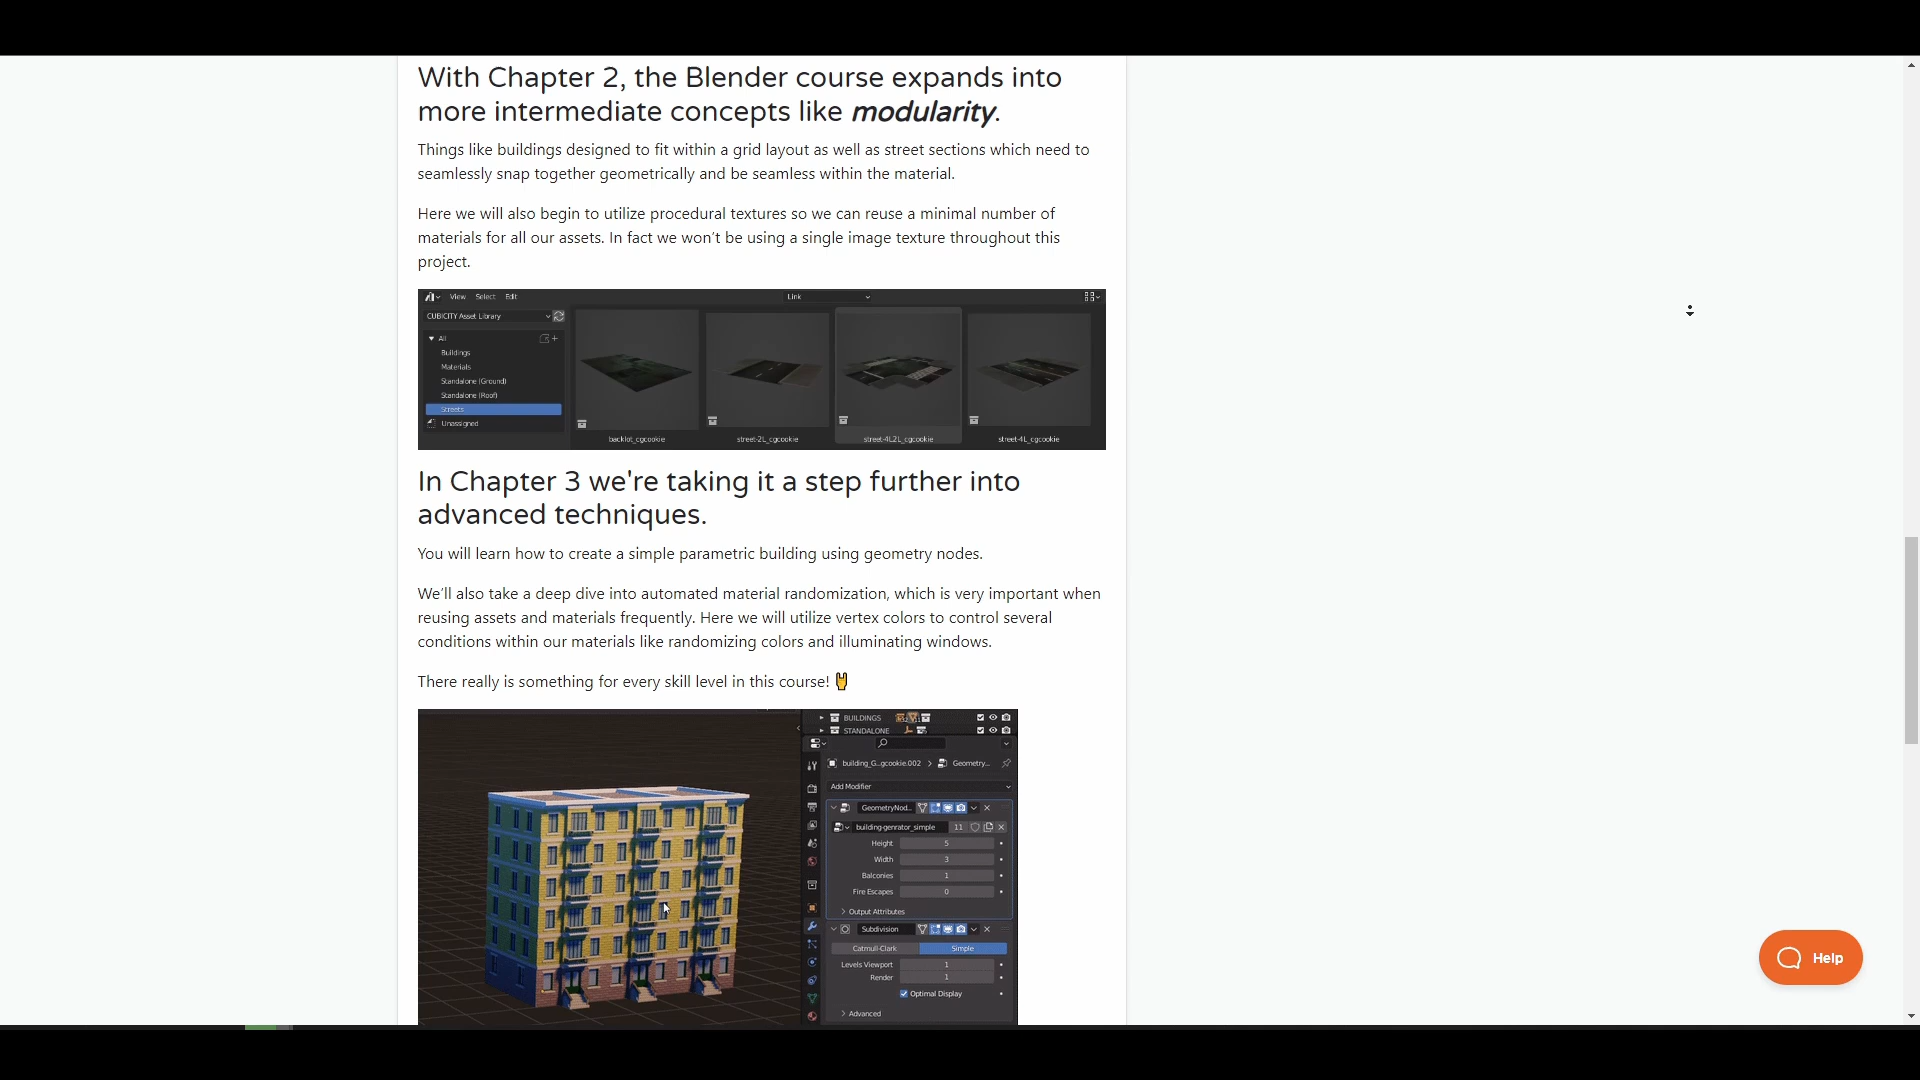 With Chapter 2, the Blender course expands into
more intermediate concepts like modularity.
Things like buildings designed to fit within a grid layout as well as street sections which need to
seamlessly snap together geometrically and be seamless within the material.
Here we will also begin to utilize procedural textures so we can reuse a minimal number of
materials for all our assets. In fact we won't be using a single image texture throughout this
project.
View Select Edit Link
CUBICITY Asset Library
All
Buildings
Materials
Standalone (Ground)
Standalone (Roof)
Streets
Unassigned
backlot_cgcookie street-2L_cgcookie street-4L2L_cgcookie street-4L_cgcookie
In Chapter 3 we're taking it a step further into
advanced techniques.
You will learn how to create a simple parametric building using geometry nodes.
We'll also take a deep dive into automated material randomization, which is very important when
reusing assets and materials frequently. Here we will utilize vertex colors to control several
conditions within our materials like randomizing colors and illuminating windows.
There really is something for every skill level in this course! 🤘
BUILDINGS
STANDALONE
building_G...gcookie.002 > Geometry...
Add Modifier
GeometryNod...
building-genrator_simple 11
Height 5
Width 3
Balconies 1
Fire Escapes 0
Output Attributes
Subdivision
Catmull-Clark Simple
Levels Viewport 1
Render 1
Optimal Display
Advanced
Help